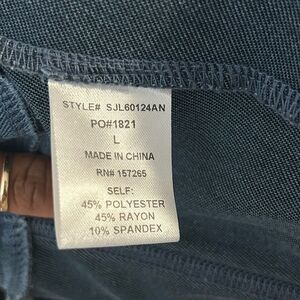 STYLE# SJL60124AN
PO#1821
L
MADE IN CHINA
RN# 157265
SELF:
45% POLYESTER
45% RAYON
10% SPANDEX